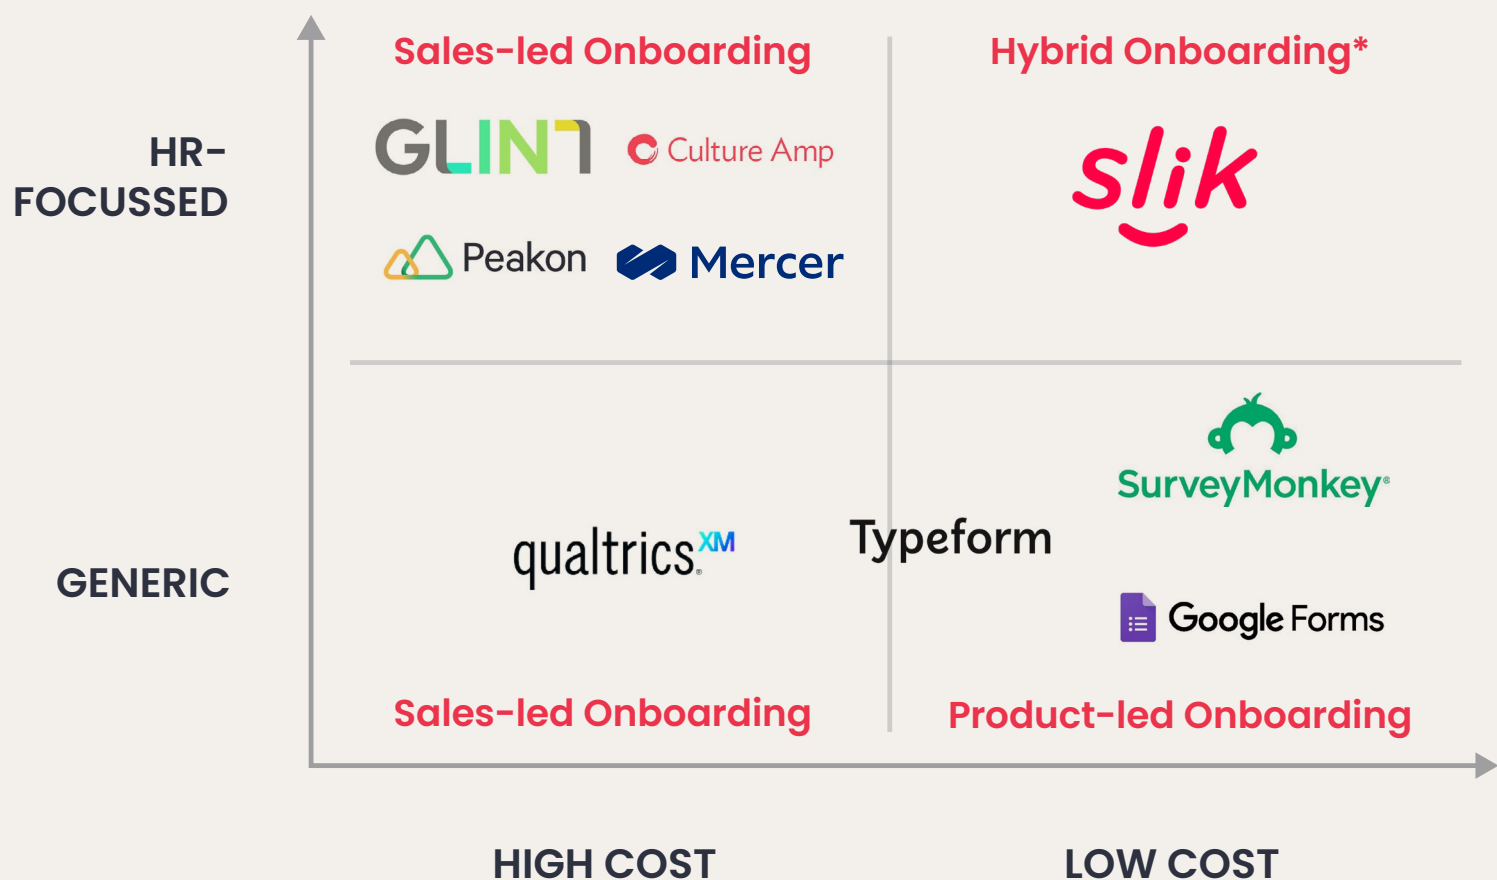 Sales-led Onboarding
Hybrid Onboarding*
HR-
FOCUSSED
GLINT
Culture Amp
slik
Peakon
Mercer
SurveyMonkey®
qualtrics.XM
®
Typeform
GENERIC
Google Forms
Sales-led Onboarding
Product-led Onboarding
HIGH COST
LOW COST